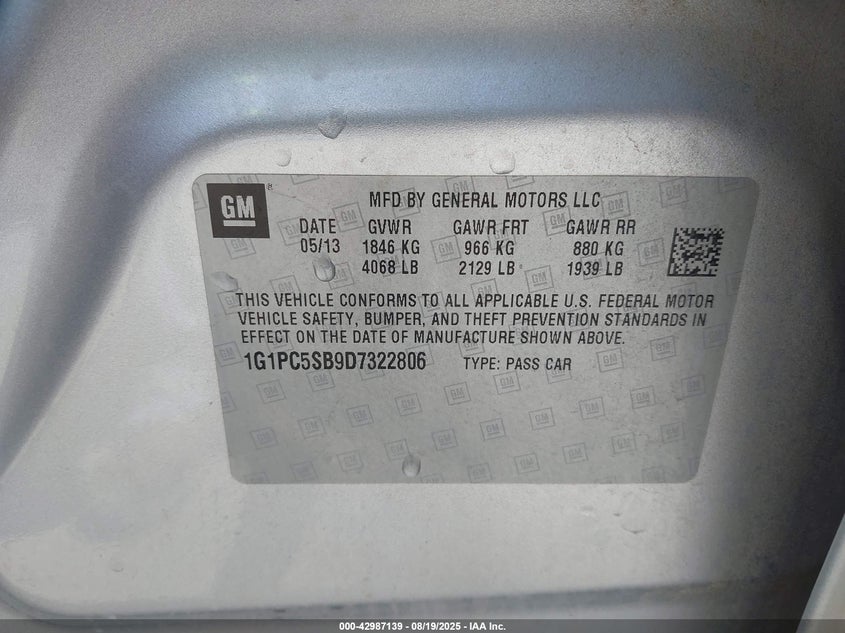 GM
MFD BY GENERAL MOTORS LLC
DATE GVWR GAWR FRT GAWR RR
05/13 1846 KG 966 KG 880 KG
4068 LB 2129 LB 1939 LB
THIS VEHICLE CONFORMS TO ALL APPLICABLE U.S. FEDERAL MOTOR
VEHICLE SAFETY, BUMPER, AND THEFT PREVENTION STANDARDS IN
EFFECT ON THE DATE OF MANUFACTURE SHOWN ABOVE.
1G1PC5SB9D7322806 TYPE: PASS CAR
000-42987139 - 08/19/2025 - IAA Inc.